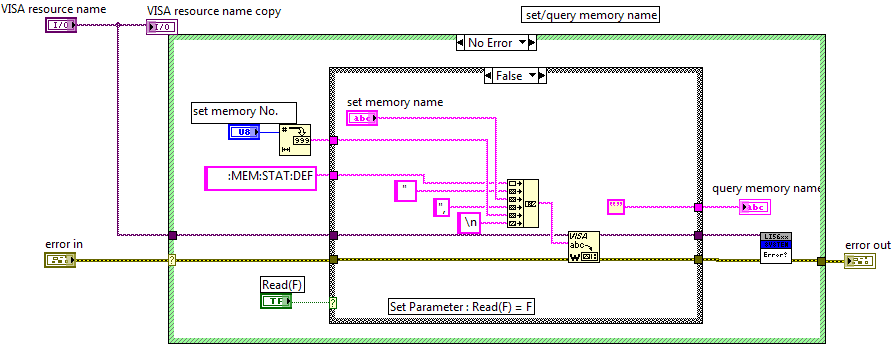 VISA resource name
I/O
VISA resource name copy
I/O
set/query memory name
No Error
False
set memory No.
U8
#
999
set memory name
abc
:MEM:STAT:DEF
"
",
\n
""
query memory name
abc
VISA
abc
W
LIS6xx
Error?
error in
error out
?
Read(F)
TF
?
Set Parameter : Read(F) = F